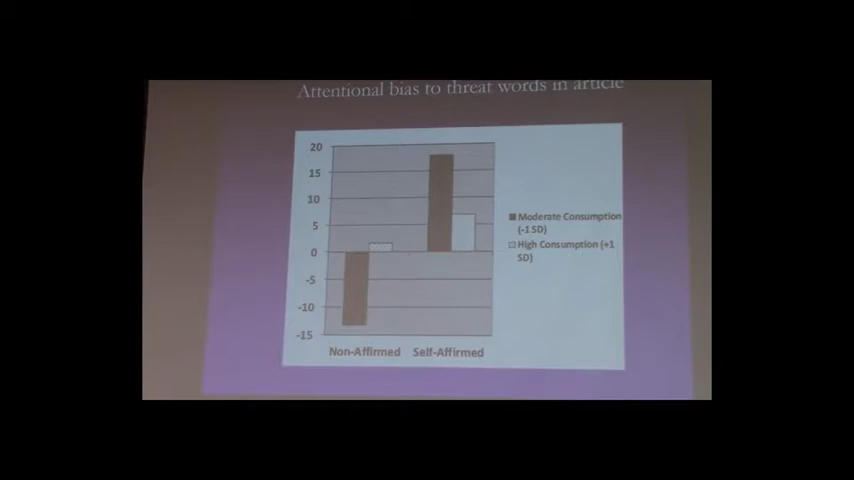 Attentional bias to threat words in article
20
15
10
5
0
-5
-10
-15
Non-Affirmed Self-Affirmed
Moderate Consumption
(-1 SD)
High Consumption (+1
SD)